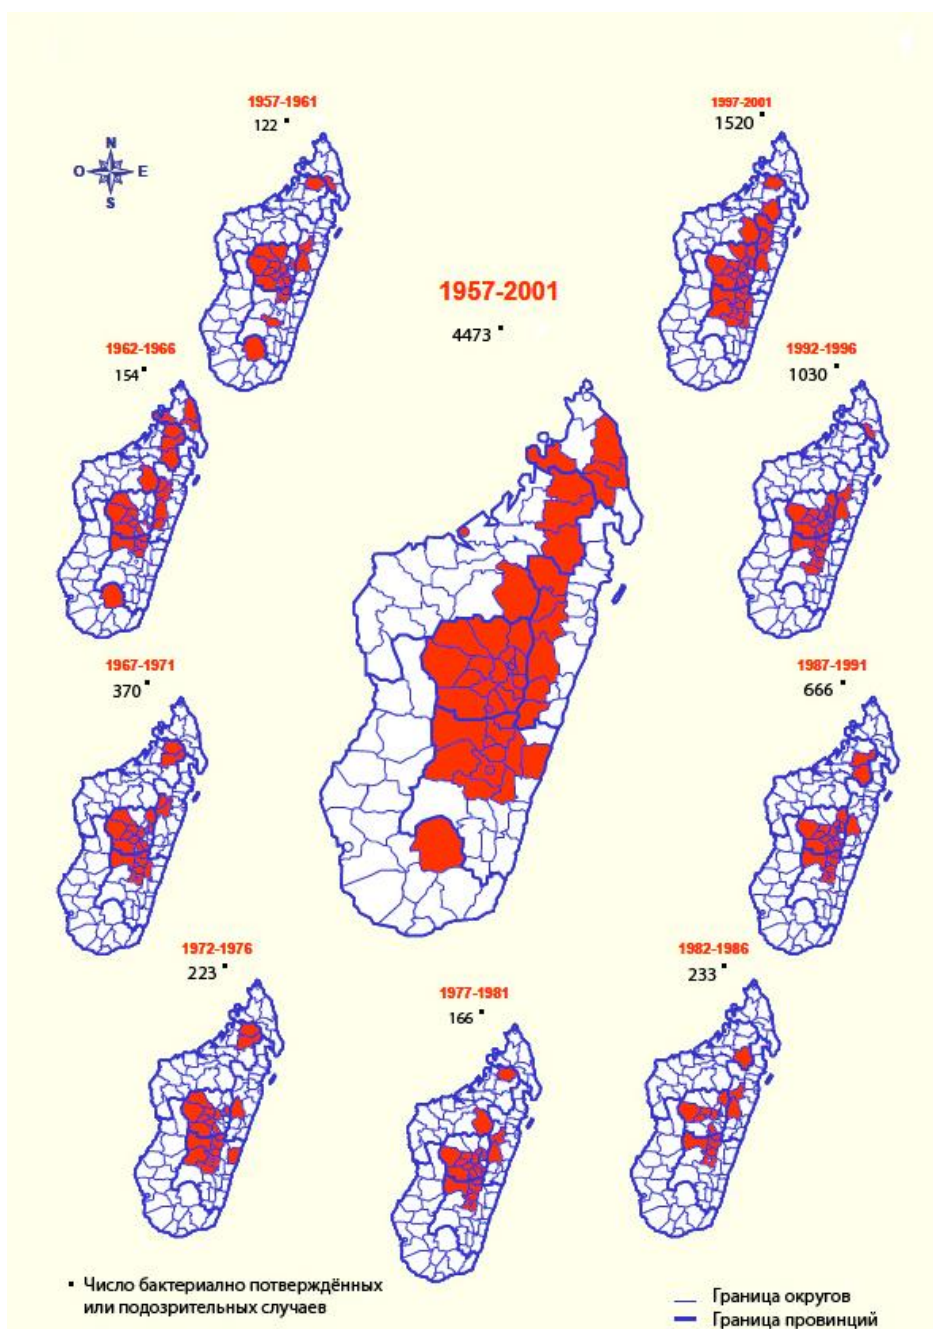 1957-1961
122
1997-2001
1520
N
O E
S
1957-2001
4473
1962-1966
154
1992-1996
1030
1967-1971
370
1987-1991
666
1972-1976
223
1982-1986
233
1977-1981
166
Число бактериално потверждённых
или подозрительных случаев
Граница округов
Граница провинций